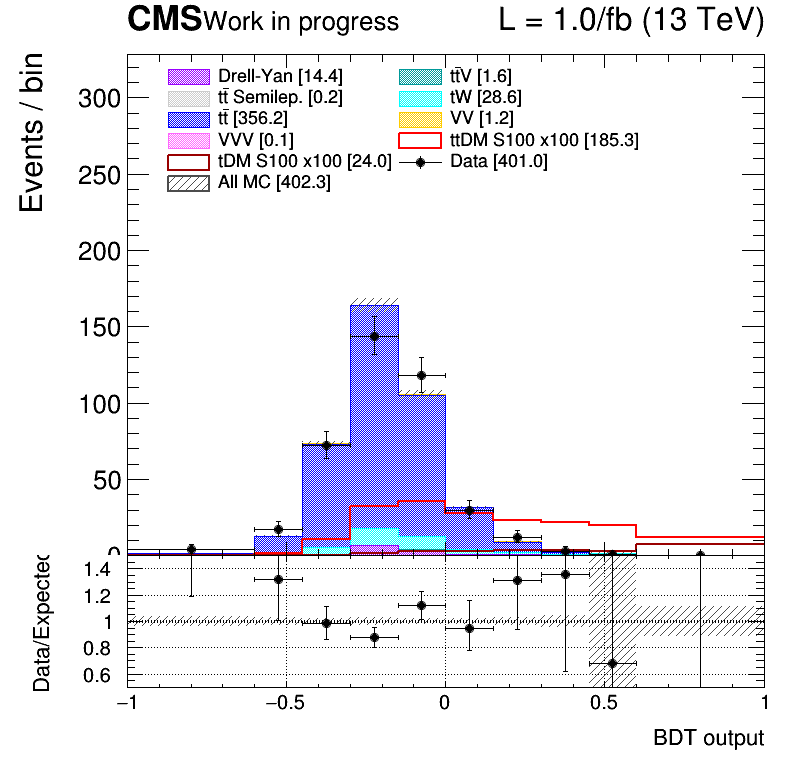 CMS Work in progress L = 1.0/fb (13 TeV)
Events / bin
Drell-Yan [14.4] tt̄V [1.6]
tt̄ Semilep. [0.2] tW [28.6]
tt̄ [356.2] VV [1.2]
VVV [0.1] ttDM S100 x100 [185.3]
tDM S100 x100 [24.0] Data [401.0]
All MC [402.3]
300
250
200
150
100
50
0
Data/Expected
1.4
1.2
1
0.8
0.6
−1 −0.5 0 0.5 1
BDT output